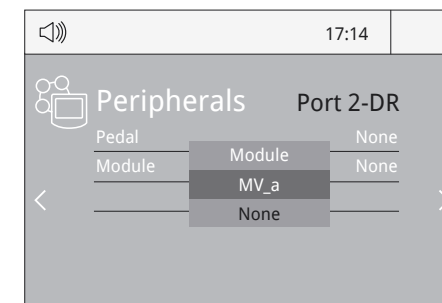 17:14
Peripherals Port 2-DR
Pedal None
Module None
Module
MV_a
None